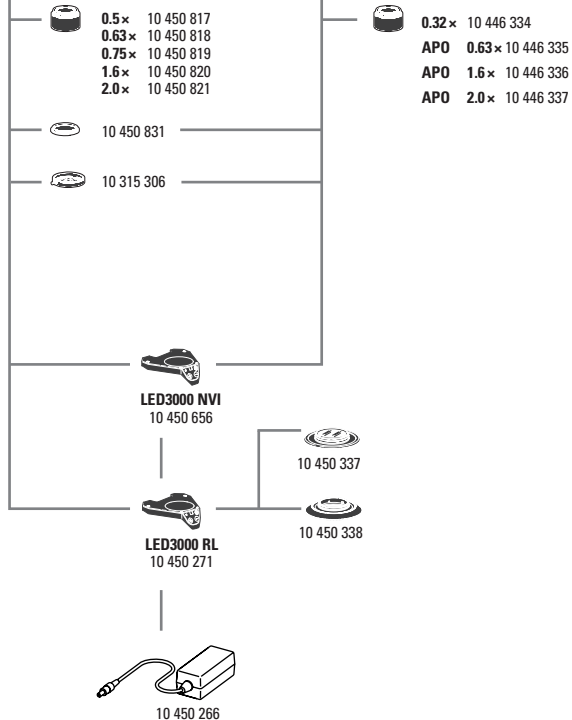 0.5× 10 450 817
0.63× 10 450 818
0.75× 10 450 819
1.6× 10 450 820
2.0× 10 450 821
0.32× 10 446 334
APO 0.63× 10 446 335
APO 1.6× 10 446 336
APO 2.0× 10 446 337
10 450 831
10 315 306
LED3000 NVI
10 450 656
10 450 337
10 450 338
LED3000 RL
10 450 271
10 450 266